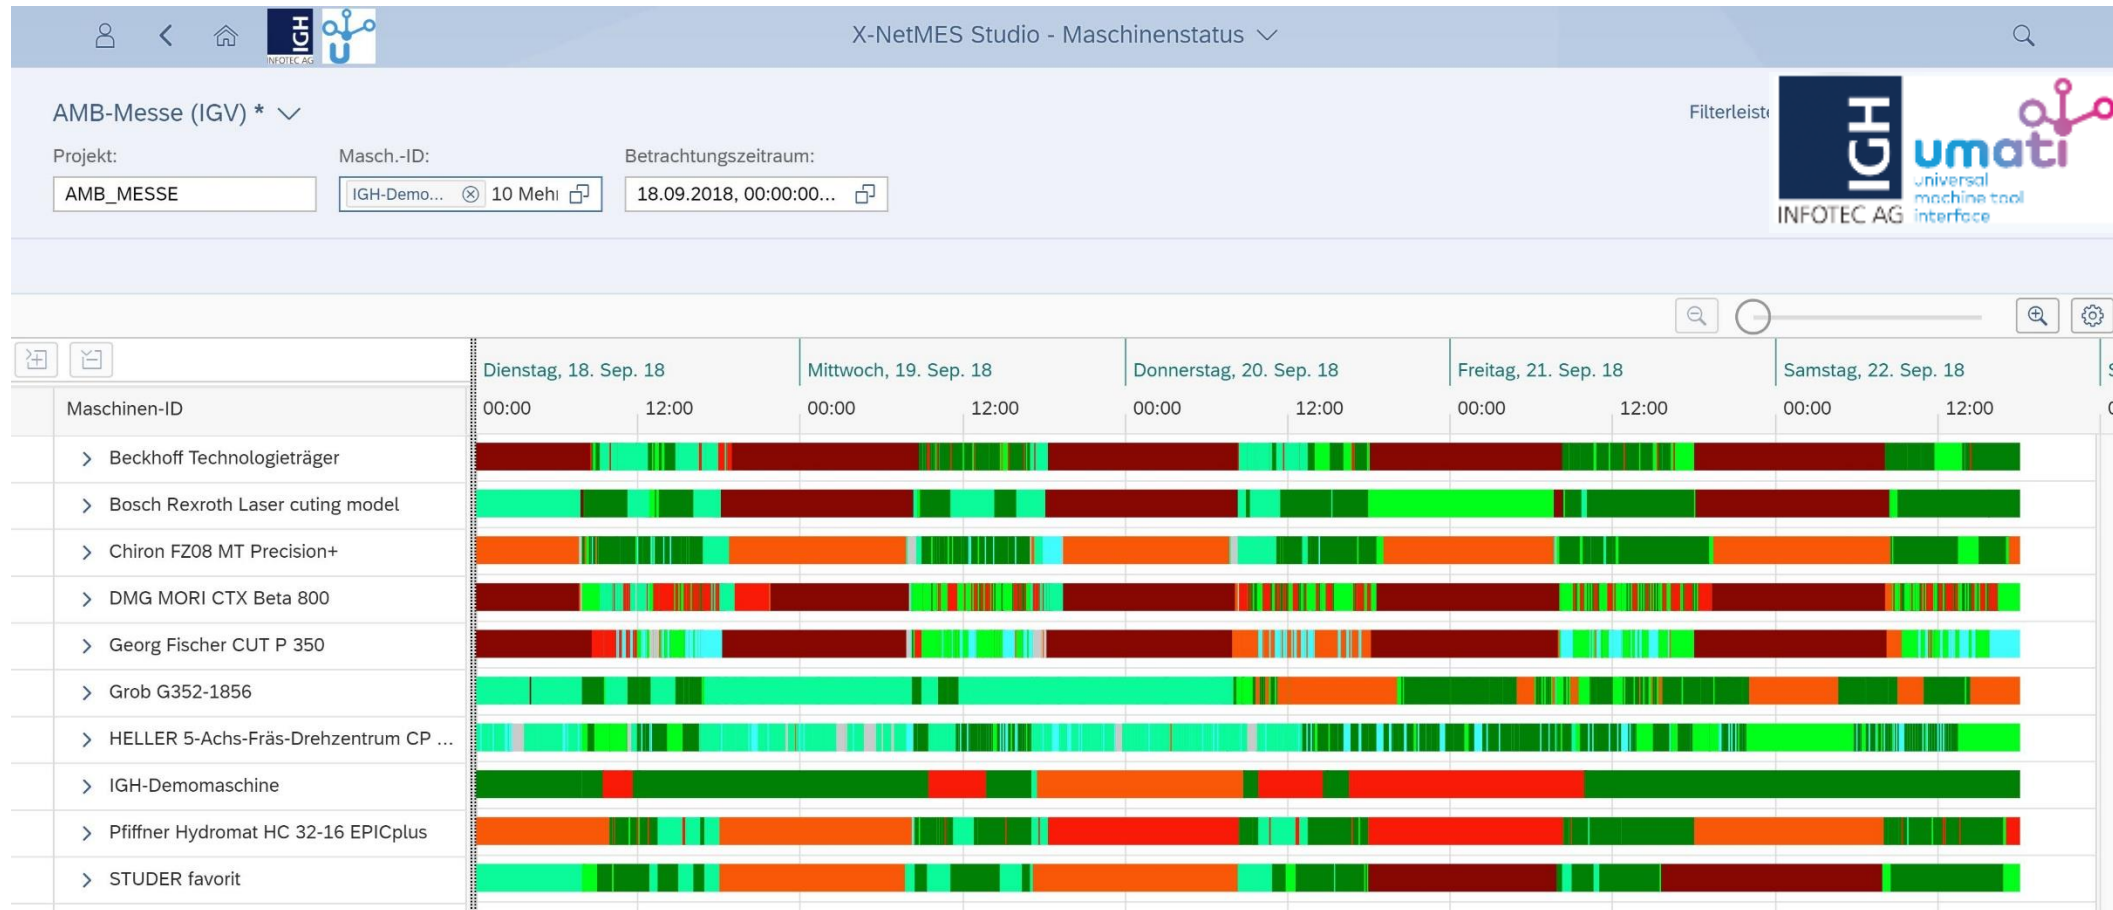 IGH
INFOTEC AG
U
X-NetMES Studio - Maschinenstatus
AMB-Messe (IGV) *
Filterleiste
IGH
INFOTEC AG
umati
universal
machine tool
interface
Projekt:
Masch.-ID:
Betrachtungszeitraum:
AMB_MESSE
IGH-Demo...
10 Meh
18.09.2018, 00:00:00...
Dienstag, 18. Sep. 18
Mittwoch, 19. Sep. 18
Donnerstag, 20. Sep. 18
Freitag, 21. Sep. 18
Samstag, 22. Sep. 18
Maschinen-ID
00:00 12:00 00:00 12:00 00:00 12:00 00:00 12:00 00:00 12:00
Beckhoff Technologieträger
Bosch Rexroth Laser cuting model
Chiron FZ08 MT Precision+
DMG MORI CTX Beta 800
Georg Fischer CUT P 350
Grob G352-1856
HELLER 5-Achs-Fräs-Drehzentrum CP ...
IGH-Demomaschine
Pfiffner Hydromat HC 32-16 EPICplus
STUDER favorit